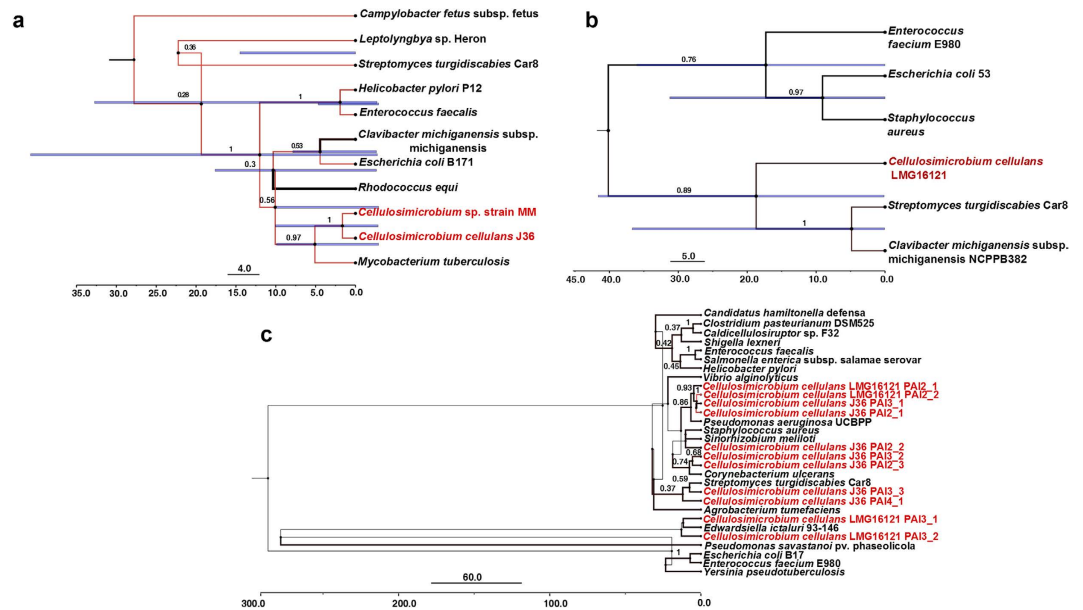 a
Campylobacter fetus subsp. fetus
Leptolyngbya sp. Heron
0.36
Streptomyces turgidiscabies Car8
Helicobacter pylori P12
0.28
1
Enterococcus faecalis
Clavibacter michiganensis subsp.
michiganensis
0.53
1
Escherichia coli B171
0.3
Rhodococcus equi
0.56
Cellulosimicrobium sp. strain MM
1
Cellulosimicrobium cellulans J36
0.97
Mycobacterium tuberculosis
4.0
35.0 30.0 25.0 20.0 15.0 10.0 5.0 0.0
b
Enterococcus
faecium E980
0.76
Escherichia coli 53
0.97
Staphylococcus
aureus
Cellulosimicrobium cellulans
LMG16121
0.89
Streptomyces turgidiscabies Car8
1
Clavibacter michiganensis subsp.
michiganensis NCPPB382
5.0
45.0 40.0 30.0 20.0 10.0 0.0
c
Candidatus hamiltonella defensa
Clostridium pasteurianum DSM525
1
0.37
Caldicellulosiruptor sp. F32
Shigella lexneri
0.42
Enterococcus faecalis
1
Salmonella enterica subsp. salamae serovar
0.45
Helicobacter pylori
Vibrio alginolyticus
Cellulosimicrobium cellulans LMG16121 PAI2_1
0.93
Cellulosimicrobium cellulans LMG16121 PAI2_2
1
Cellulosimicrobium cellulans J36 PAI3_1
0.86
Cellulosimicrobium cellulans J36 PAI2_1
Pseudomonas aeruginosa UCBPP
Staphylococcus aureus
Sinorhizobium meliloti
Cellulosimicrobium cellulans J36 PAI2_2
0.68
Cellulosimicrobium cellulans J36 PAI3_2
0.74
Cellulosimicrobium cellulans J36 PAI2_3
Corynebacterium ulcerans
0.59
Streptomyces turgidiscabies Car8
0.37
Cellulosimicrobium cellulans J36 PAI3_3
Cellulosimicrobium cellulans J36 PAI4_1
Agrobacterium tumefaciens
Cellulosimicrobium cellulans LMG16121 PAI3_1
Edwardsiella ictaluri 93-146
Cellulosimicrobium cellulans LMG16121 PAI3_2
Pseudomonas savastanoi pv. phaseolicola
1
Escherichia coli B17
Enterococcus faecium E980
Yersinia pseudotuberculosis
60.0
300.0 200.0 100.0 0.0